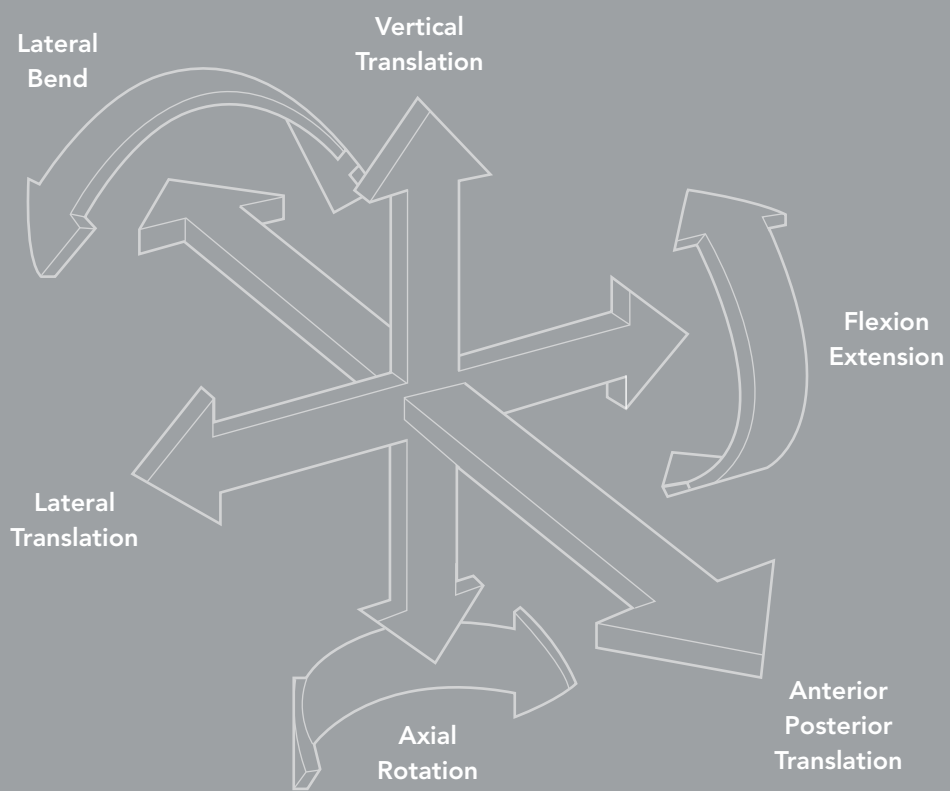 Lateral
Bend
Vertical
Translation
Flexion
Extension
Lateral
Translation
Axial
Rotation
Anterior
Posterior
Translation